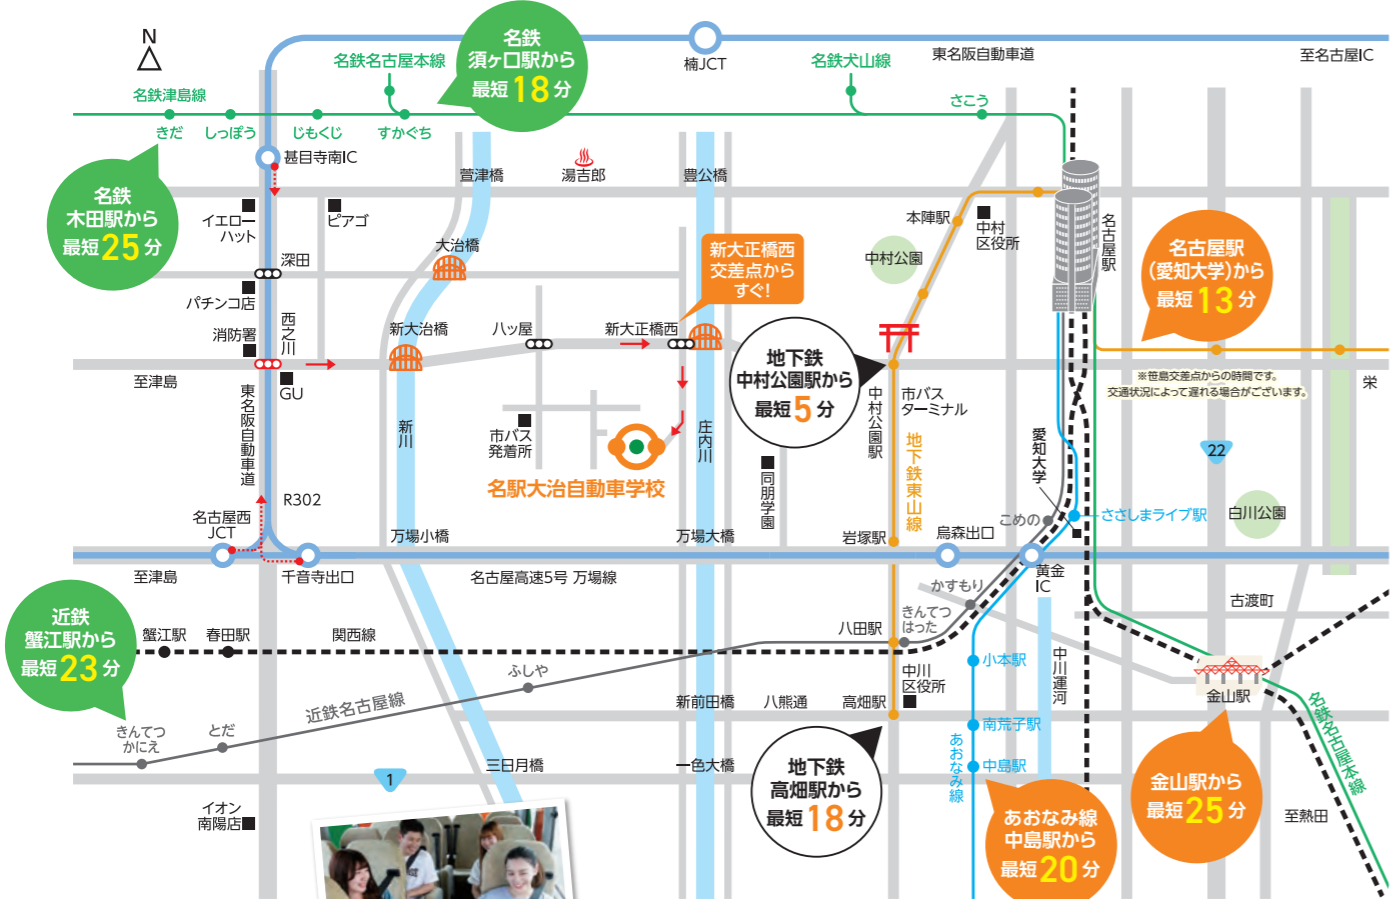 N
名鉄
須ヶ口駅から
最短18分
名鉄名古屋本線
楠JCT
名鉄犬山線
東名阪自動車道
至名古屋IC
名鉄津島線
きだ
しっぽう
じもくじ
すかぐち
さこう
甚目寺南IC
名鉄
木田駅から
最短25分
萱津橋
湯吉郎
豊公橋
イエロー
ハット
ピアゴ
本陣駅
中村
区役所
名古屋駅
中村公園
大治橋
新大正橋西
交差点から
すぐ!
名古屋駅
(愛知大学)から
最短13分
深田
パチンコ店
消防署
西之川
新大治橋
八ッ屋
新大正橋西
地下鉄
中村公園駅から
最短5分
至津島
GU
東名阪自動車道
新川
市バス
発着所
名駅大治自動車学校
庄内川
同朋学園
中村公園駅
市バス
ターミナル
地下鉄東山線
※笹島交差点からの時間です。
交通状況によって遅れる場合がございます。
栄
愛知大学
22
白川公園
ささしまライブ駅
こめの
R302
名古屋西
JCT
万場小橋
万場大橋
岩塚駅
烏森出口
至津島
千音寺出口
名古屋高速5号 万場線
黄金
IC
かすもり
古渡町
近鉄
蟹江駅から
最短23分
蟹江駅
春田駅
関西線
八田駅
きんてつ
はった
小本駅
中川運河
ふしや
中川
区役所
金山駅
近鉄名古屋線
新前田橋
八熊通
高畑駅
南荒子駅
名鉄名古屋本線
きんてつ
かにえ
とだ
あおなみ線
中島駅
1
三日月橋
一色大橋
地下鉄
高畑駅から
最短18分
金山駅から
最短25分
イオン
南陽店
あおなみ線
中島駅から
最短20分
至熱田